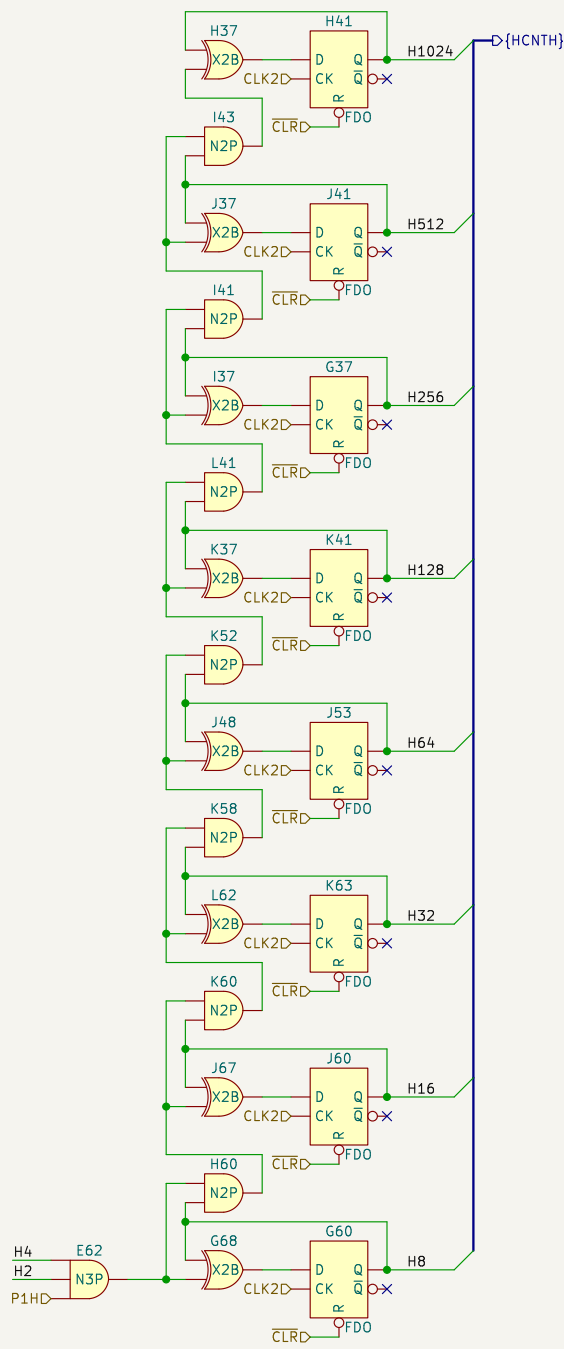 H37 H41
X2B D Q H1024 {HCNTH}
CLK2 CK Q
R
CLR FDO
I43
N2P
J37 J41
X2B D Q H512
CLK2 CK Q
R
CLR FDO
I41
N2P
I37 G37
X2B D Q H256
CLK2 CK Q
R
CLR FDO
L41
N2P
K37 K41
X2B D Q H128
CLK2 CK Q
R
CLR FDO
K52
N2P
J48 J53
X2B D Q H64
CLK2 CK Q
R
CLR FDO
K58
N2P
L62 K63
X2B D Q H32
CLK2 CK Q
R
CLR FDO
K60
N2P
J67 J60
X2B D Q H16
CLK2 CK Q
R
CLR FDO
H60
N2P
G68 G60
H4 E62 X2B D Q H8
H2 N3P
P1H CLK2 CK Q
R
CLR FDO